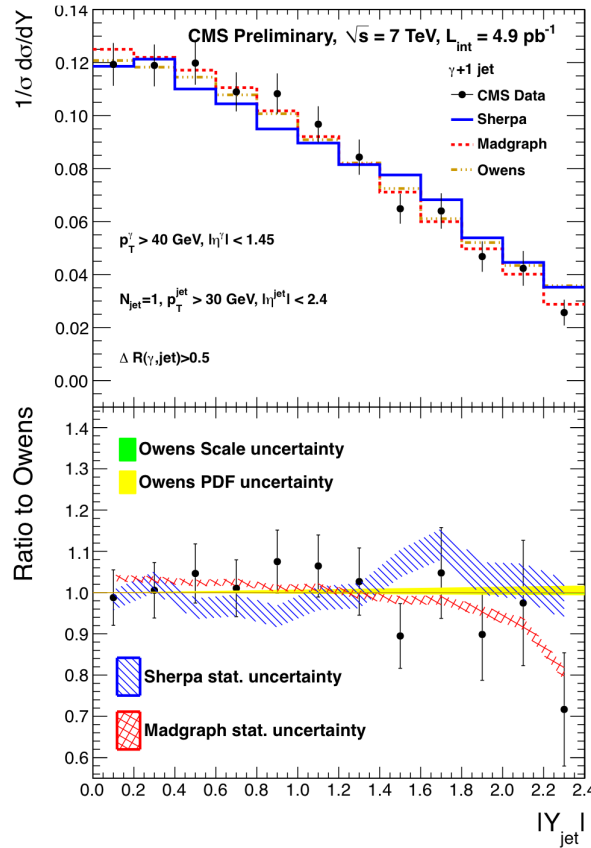 CMS Preliminary, √s = 7 TeV, L_int = 4.9 pb^-1
γ+1 jet
CMS Data
Sherpa
Madgraph
Owens
1/σ dσ/dY
0.14
0.12
0.10
0.08
0.06
0.04
0.02
0.00
p_T^γ > 40 GeV, |η^γ| < 1.45
N_jet=1, p_T^jet > 30 GeV, |η^jet| < 2.4
Δ R(γ,jet)>0.5
Ratio to Owens
1.4
1.3
1.2
1.1
1.0
0.9
0.8
0.7
0.6
Owens Scale uncertainty
Owens PDF uncertainty
Sherpa stat. uncertainty
Madgraph stat. uncertainty
0.0 0.2 0.4 0.6 0.8 1.0 1.2 1.4 1.6 1.8 2.0 2.2 2.4
|Y_jet|